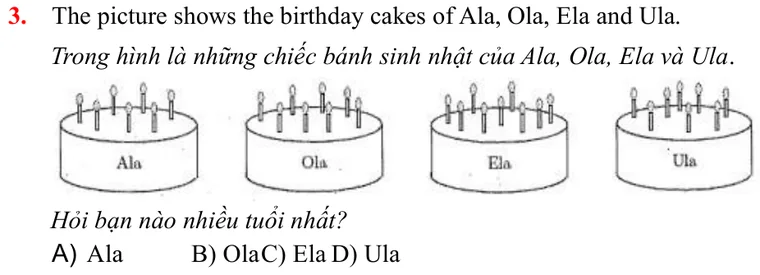 3. The picture shows the birthday cakes of Ala, Ola, Ela and Ula.
Trong hình là những chiếc bánh sinh nhật của Ala, Ola, Ela và Ula.
Ala Ola Ela Ula
Hỏi bạn nào nhiều tuổi nhất?
A) Ala B) OlaC) Ela D) Ula